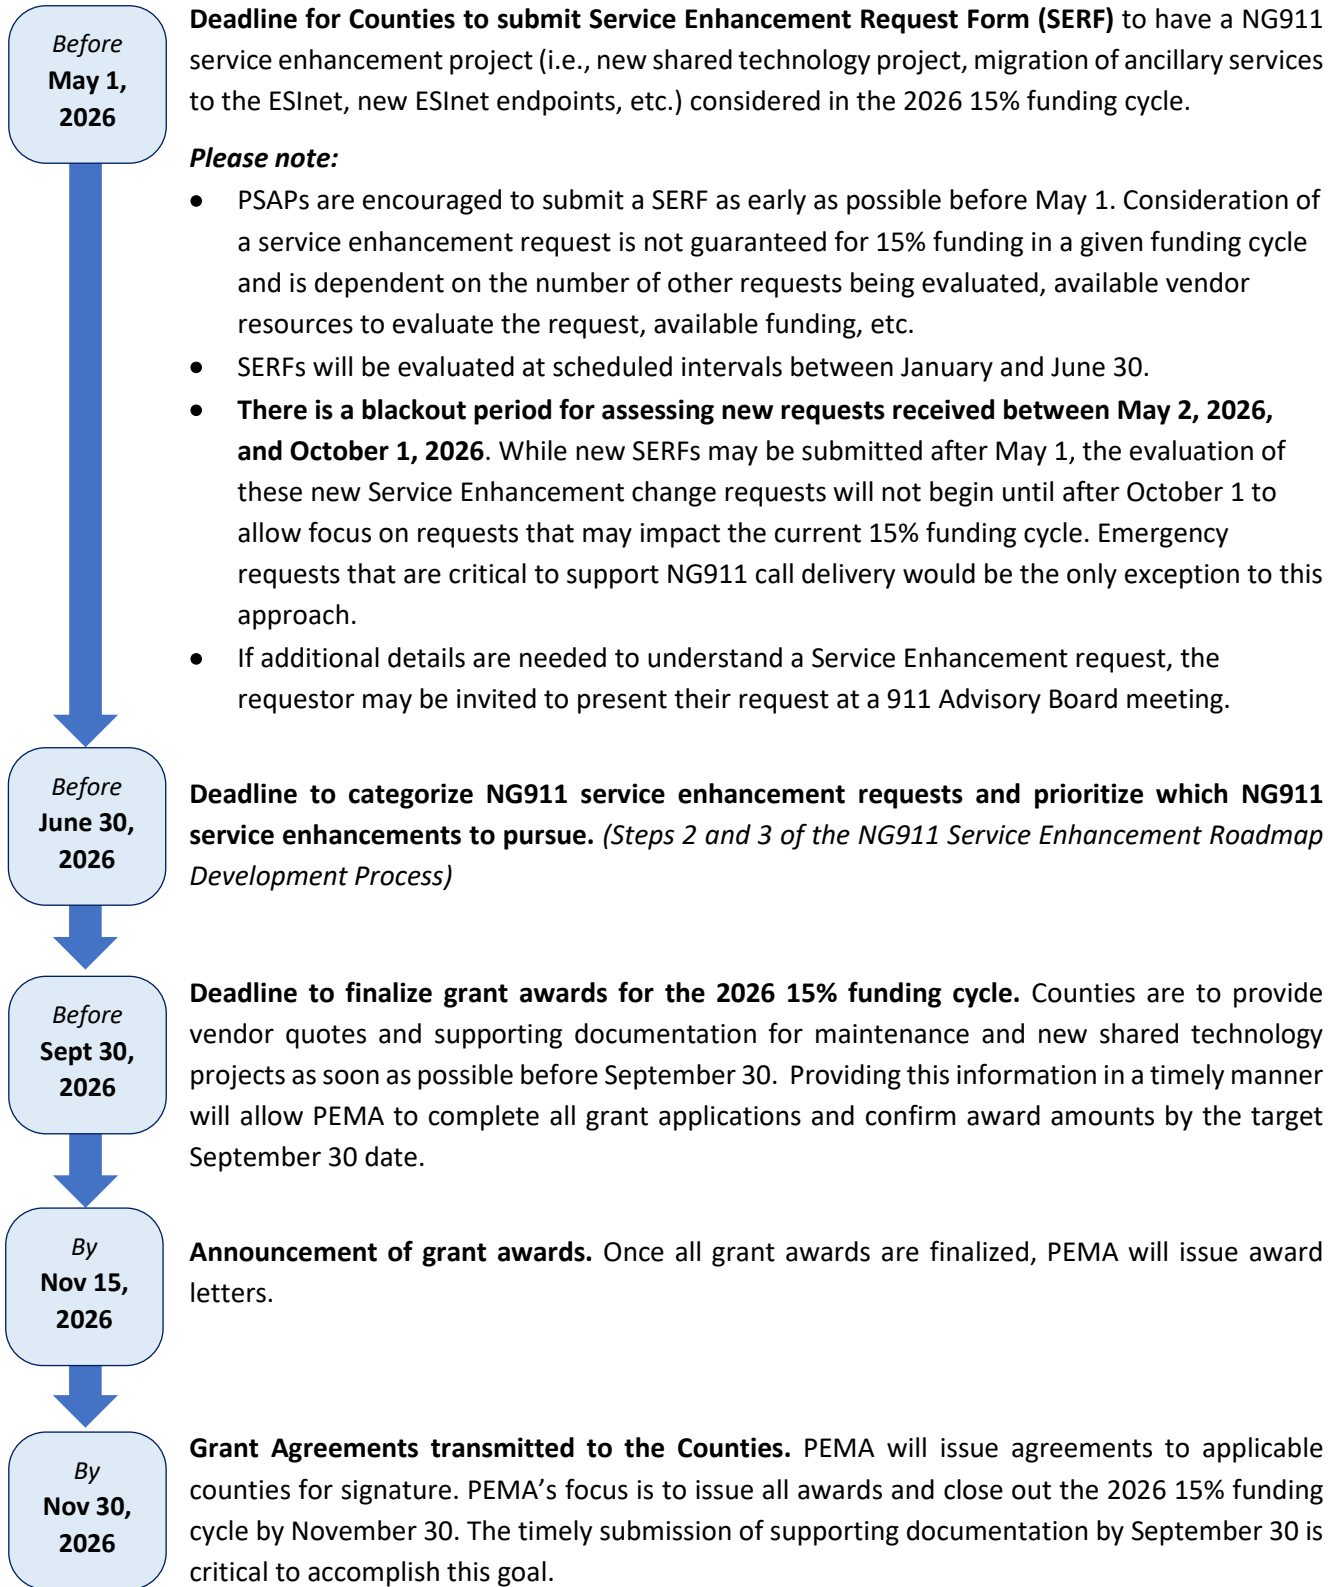 Before
May 1,
2026
Deadline for Counties to submit Service Enhancement Request Form (SERF) to have a NG911
service enhancement project (i.e., new shared technology project, migration of ancillary services
to the ESInet, new ESInet endpoints, etc.) considered in the 2026 15% funding cycle.
Please note:
• PSAPs are encouraged to submit a SERF as early as possible before May 1. Consideration of
a service enhancement request is not guaranteed for 15% funding in a given funding cycle
and is dependent on the number of other requests being evaluated, available vendor
resources to evaluate the request, available funding, etc.
• SERFs will be evaluated at scheduled intervals between January and June 30.
• There is a blackout period for assessing new requests received between May 2, 2026,
and October 1, 2026. While new SERFs may be submitted after May 1, the evaluation of
these new Service Enhancement change requests will not begin until after October 1 to
allow focus on requests that may impact the current 15% funding cycle. Emergency
requests that are critical to support NG911 call delivery would be the only exception to this
approach.
• If additional details are needed to understand a Service Enhancement request, the
requestor may be invited to present their request at a 911 Advisory Board meeting.
Before
June 30,
2026
Deadline to categorize NG911 service enhancement requests and prioritize which NG911
service enhancements to pursue. (Steps 2 and 3 of the NG911 Service Enhancement Roadmap
Development Process)
Before
Sept 30,
2026
Deadline to finalize grant awards for the 2026 15% funding cycle. Counties are to provide
vendor quotes and supporting documentation for maintenance and new shared technology
projects as soon as possible before September 30. Providing this information in a timely manner
will allow PEMA to complete all grant applications and confirm award amounts by the target
September 30 date.
By
Nov 15,
2026
Announcement of grant awards. Once all grant awards are finalized, PEMA will issue award
letters.
By
Nov 30,
2026
Grant Agreements transmitted to the Counties. PEMA will issue agreements to applicable
counties for signature. PEMA’s focus is to issue all awards and close out the 2026 15% funding
cycle by November 30. The timely submission of supporting documentation by September 30 is
critical to accomplish this goal.